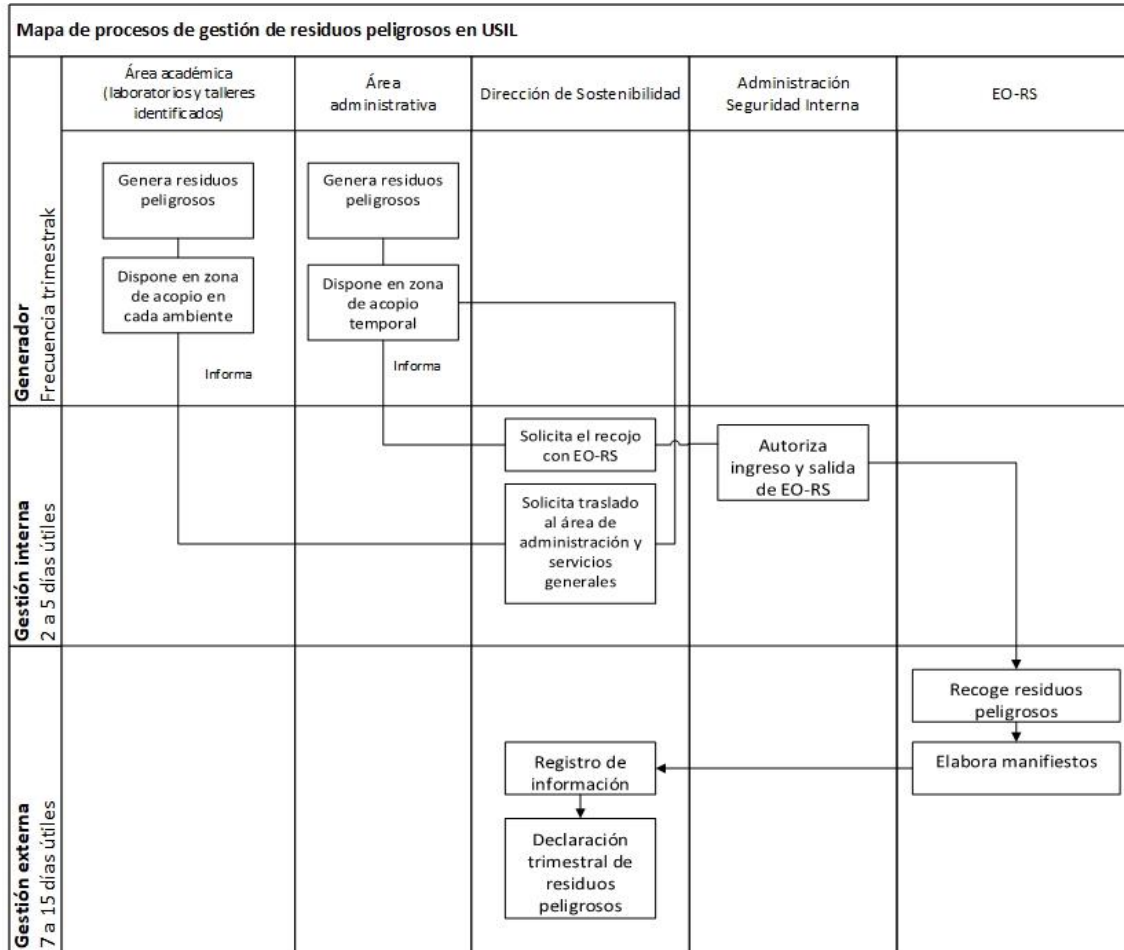 Mapa de procesos de gestión de residuos peligrosos en USIL
Área académica
(laboratorios y talleres
identificados)
Área
administrativa
Dirección de Sostenibilidad
Administración
Seguridad Interna
EO-RS
Generador
Frecuencia trimestrak
Genera residuos
peligrosos
Genera residuos
peligrosos
Dispone en zona
de acopio en
cada ambiente
Dispone en zona
de acopio
temporal
Informa
Informa
Gestión interna
2 a 5 días útiles
Solicita el recojo
con EO-RS
Autoriza
ingreso y salida
de EO-RS
Solicita traslado
al área de
administración y
servicios
generales
Gestión externa
7 a 15 días útiles
Recoge residuos
peligrosos
Elabora manifiestos
Registro de
información
Declaración
trimestral de
residuos
peligrosos